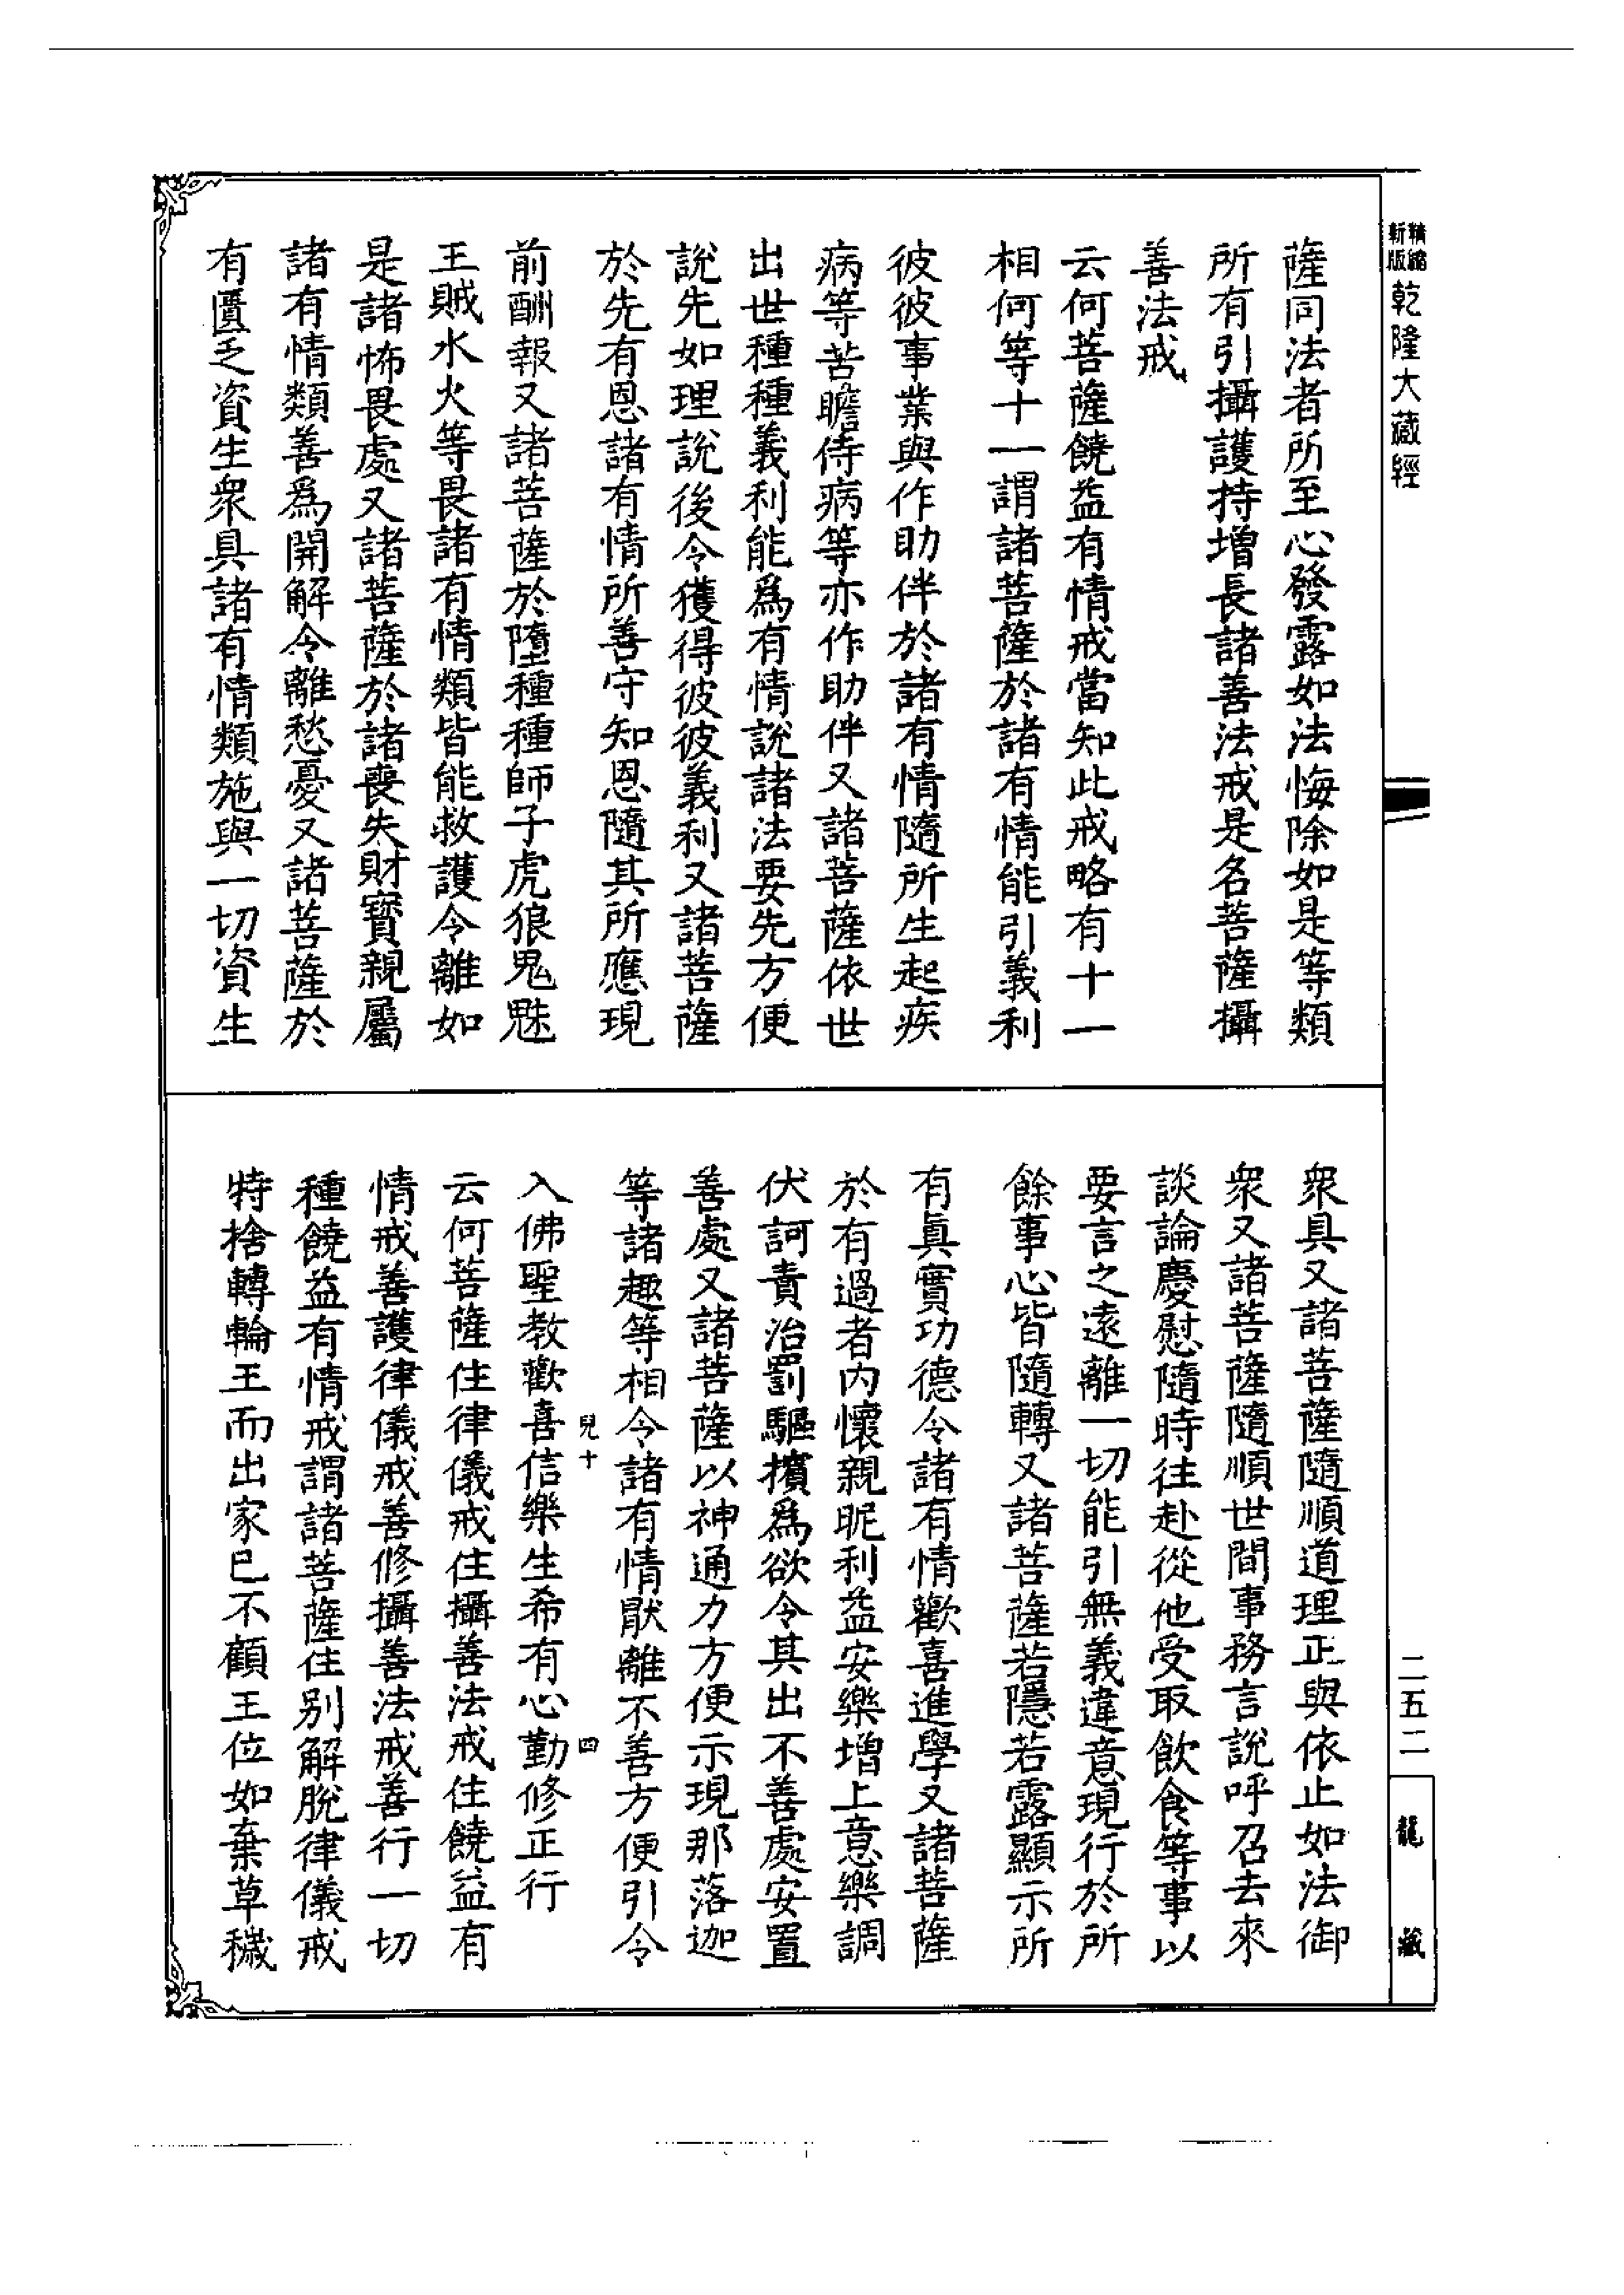 精縮
新版
乾隆大藏經
薩同法者所至心發露如法悔除如是等類
所有引攝護持增長諸善法戒是名菩薩攝
善法戒
云何菩薩饒益有情戒當知此戒略有十一
相何等十一謂諸菩薩於諸有情能引義利
彼彼事業與作助伴於諸有情隨所生起疾
病等苦瞻侍病等亦作助伴又諸菩薩依世
出世種種義利能爲有情說諸法要先方便
說先如理說後令獲得彼彼義利又諸菩薩
於先有恩諸有情所善守知恩隨其所應現
前酬報又諸菩薩於墮種種師子虎狼鬼魅
王賊水火等畏諸有情類皆能救護令離如
是諸怖畏處又諸菩薩於諸喪失財寶親屬
諸有情類善爲開解令離愁憂又諸菩薩於
有匱乏資生衆具諸有情類施與一切資生
衆具又諸菩薩隨順道理正與依止如法御
衆又諸菩薩隨順世間事務言說呼召去來
談論慶慰隨時往赴從他受取飲食等事以
要言之遠離一切能引無義違意現行於所
餘事心皆隨轉又諸菩薩若隱若露顯示所
有眞實功德令諸有情歡喜進學又諸菩薩
於有過者内懷親昵利益安樂增上意樂調
伏訶責治罰驅擯爲欲令其出不善處安置
善處又諸菩薩以神通力方便示現那落迦
等諸趣等相令諸有情厭離不善方便引令
兒十
四
入佛聖教歡喜信樂生希有心勤修正行
云何菩薩住律儀戒住攝善法戒住饒益有
情戒善護律儀戒善修攝善法戒善行一切
種饒益有情戒謂諸菩薩住别解脫律儀戒
特捨轉輪王而出家已不顧王位如棄草穢
二五二
龍藏